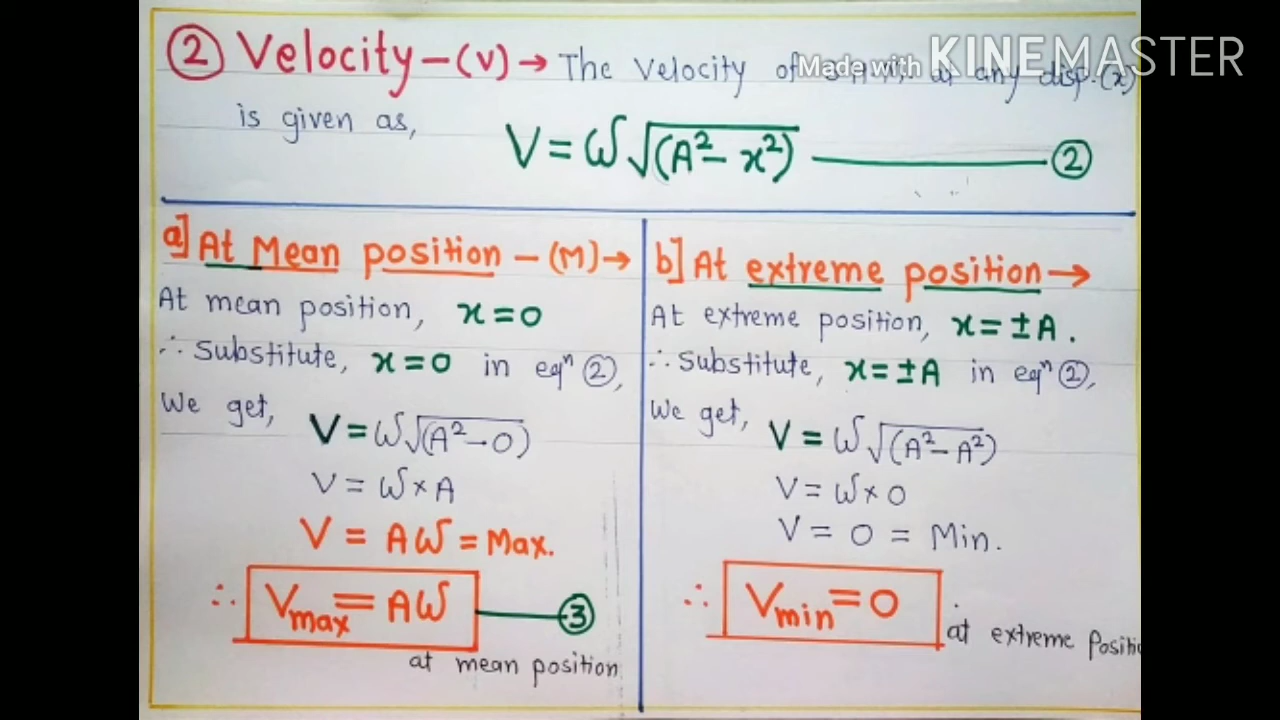 ② Velocity – (V) → The Velocity of at any disp. (x)
Made with KINEMASTER
is given as,
V = ω√(A² – x²) ——— ②
a] At Mean position – (M) →
At mean position, x = 0
∴ Substitute, x = 0 in eqⁿ ②,
We get,
V = ω√(A² – 0)
V = ω × A
V = Aω = Max.
∴ Vmax = Aω ——— ③
at mean position
b] At extreme position →
At extreme position, x = ±A.
∴ Substitute, x = ±A in eqⁿ ②,
We get,
V = ω√(A² – A²)
V = ω × 0
V = 0 = Min.
∴ Vmin = 0
at extreme Positi